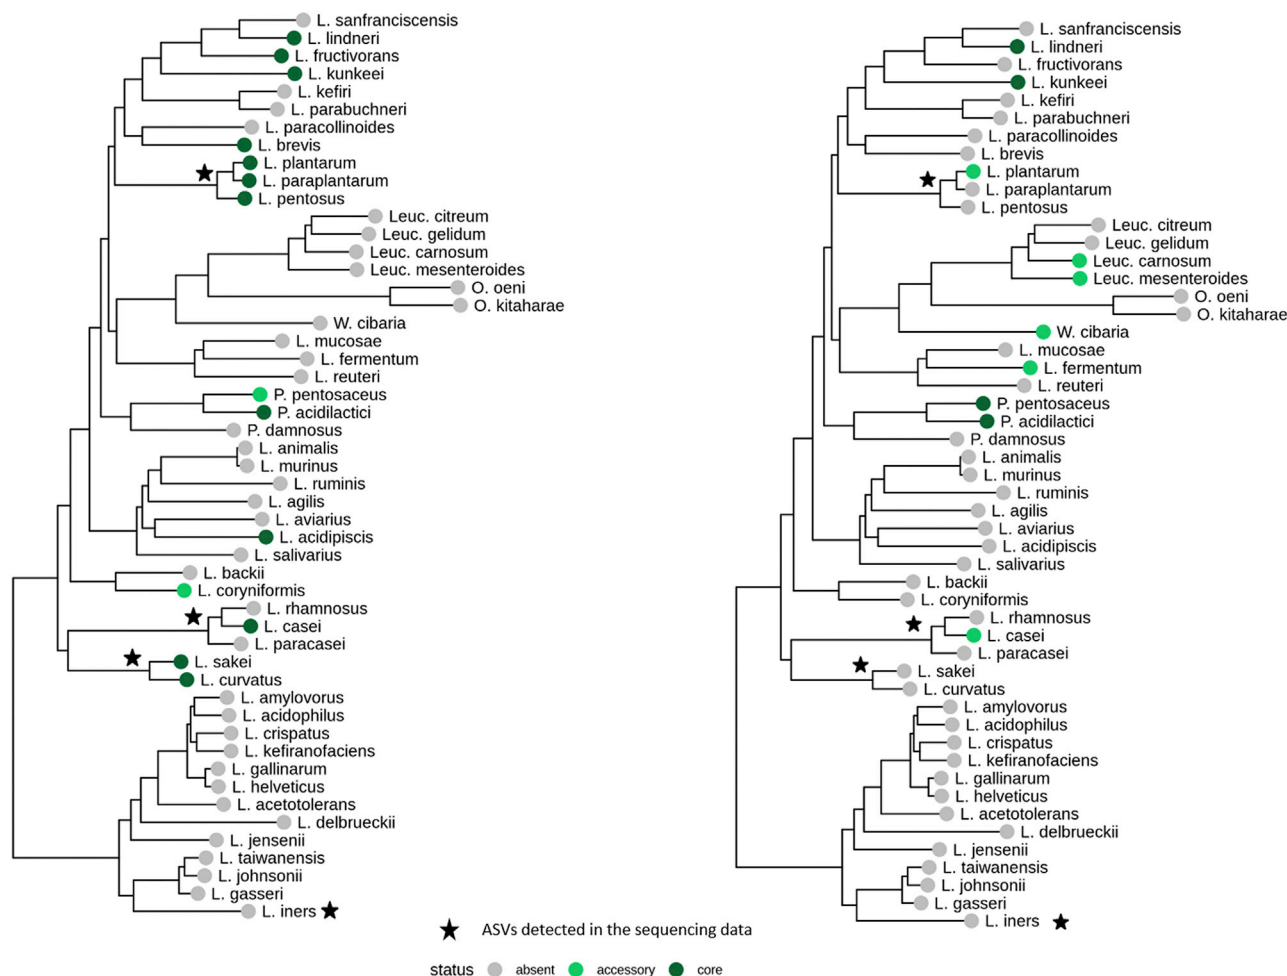 L. sanfranciscensis
L. lindneri
L. fructivorans
L. kunkeei
L. kefiri
L. parabuchneri
L. paracollinoides
L. brevis
L. plantarum
L. paraplantarum
L. pentosus
Leuc. citreum
Leuc. gelidum
Leuc. carnosum
Leuc. mesenteroides
O. oeni
O. kitaharae
W. cibaria
L. mucosae
L. fermentum
L. reuteri
P. pentosaceus
P. acidilactici
P. damnosus
L. animalis
L. murinus
L. ruminis
L. agilis
L. aviarius
L. acidipiscis
L. salivarius
L. backii
L. coryniformis
L. rhamnosus
L. casei
L. paracasei
L. sakei
L. curvatus
L. amylovorus
L. acidophilus
L. crispatus
L. kefiranofaciens
L. gallinarum
L. helveticus
L. acetotolerans
L. delbrueckii
L. jensenii
L. taiwanensis
L. johnsonii
L. gasseri
L. iners
L. sanfranciscensis
L. lindneri
L. fructivorans
L. kunkeei
L. kefiri
L. parabuchneri
L. paracollinoides
L. brevis
L. plantarum
L. paraplantarum
L. pentosus
Leuc. citreum
Leuc. gelidum
Leuc. carnosum
Leuc. mesenteroides
O. oeni
O. kitaharae
W. cibaria
L. mucosae
L. fermentum
L. reuteri
P. pentosaceus
P. acidilactici
P. damnosus
L. animalis
L. murinus
L. ruminis
L. agilis
L. aviarius
L. acidipiscis
L. salivarius
L. backii
L. coryniformis
L. rhamnosus
L. casei
L. paracasei
L. sakei
L. curvatus
L. amylovorus
L. acidophilus
L. crispatus
L. kefiranofaciens
L. gallinarum
L. helveticus
L. acetotolerans
L. delbrueckii
L. jensenii
L. taiwanensis
L. johnsonii
L. gasseri
L. iners
ASVs detected in the sequencing data
status absent accessory core